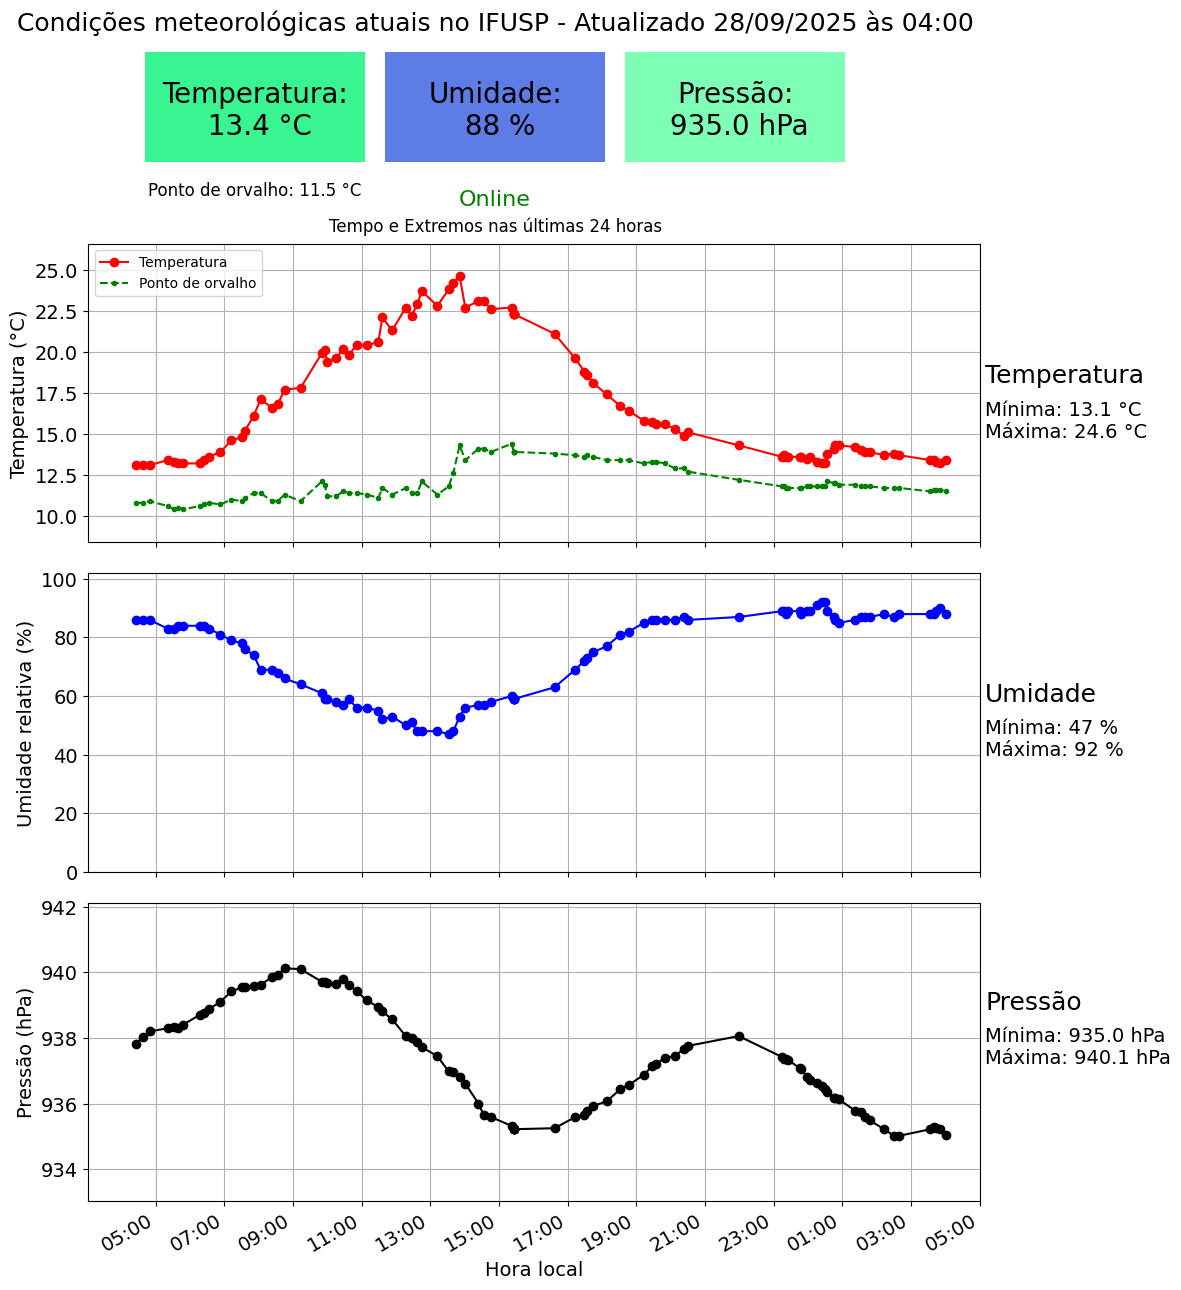 Condições meteorológicas atuais no IFUSP - Atualizado 28/09/2025 às 04:00
Temperatura:
13.4 °C
Umidade:
88 %
Pressão:
935.0 hPa
Ponto de orvalho: 11.5 °C
Online
Tempo e Extremos nas últimas 24 horas
Temperatura
Ponto de orvalho
Temperatura (°C)
25.0
22.5
20.0
17.5
15.0
12.5
10.0
Temperatura
Mínima: 13.1 °C
Máxima: 24.6 °C
Umidade relativa (%)
100
80
60
40
20
0
Umidade
Mínima: 47 %
Máxima: 92 %
Pressão (hPa)
942
940
938
936
934
Pressão
Mínima: 935.0 hPa
Máxima: 940.1 hPa
05:00 07:00 09:00 11:00 13:00 15:00 17:00 19:00 21:00 23:00 01:00 03:00 05:00
Hora local